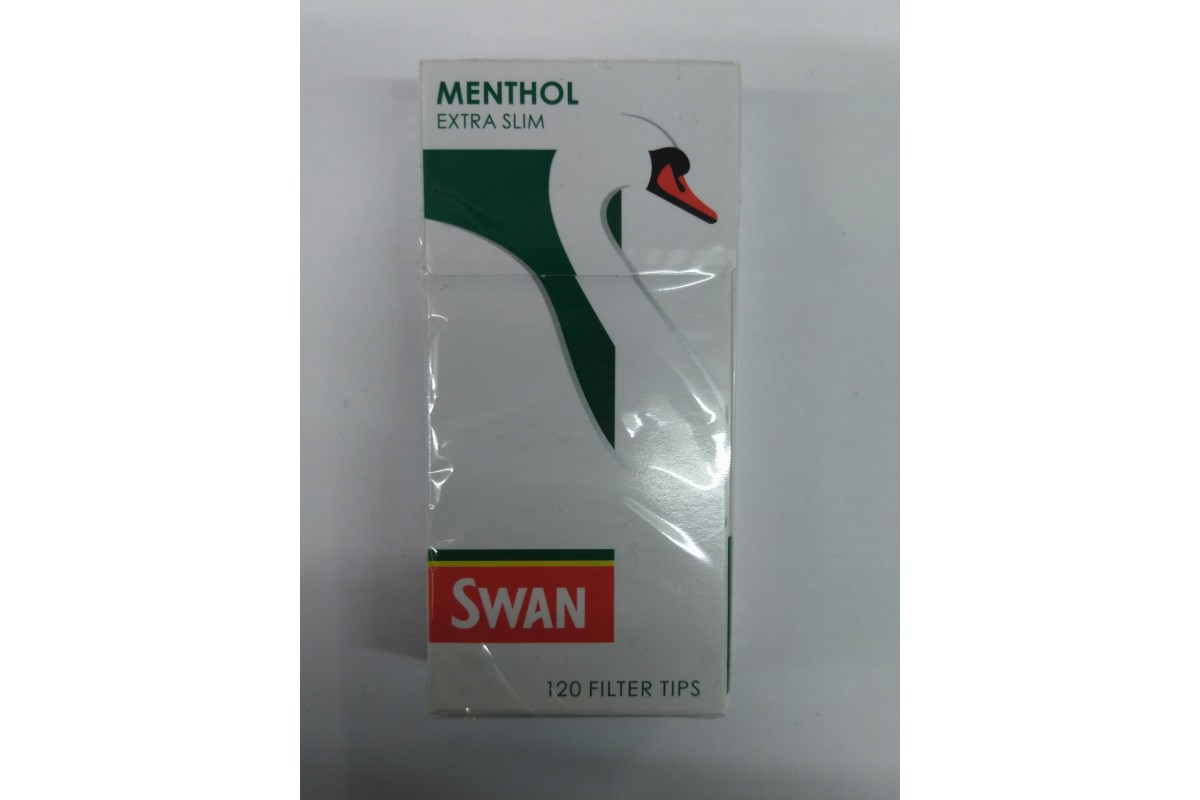 MENTHOL
EXTRA SLIM
SWAN
120 FILTER TIPS